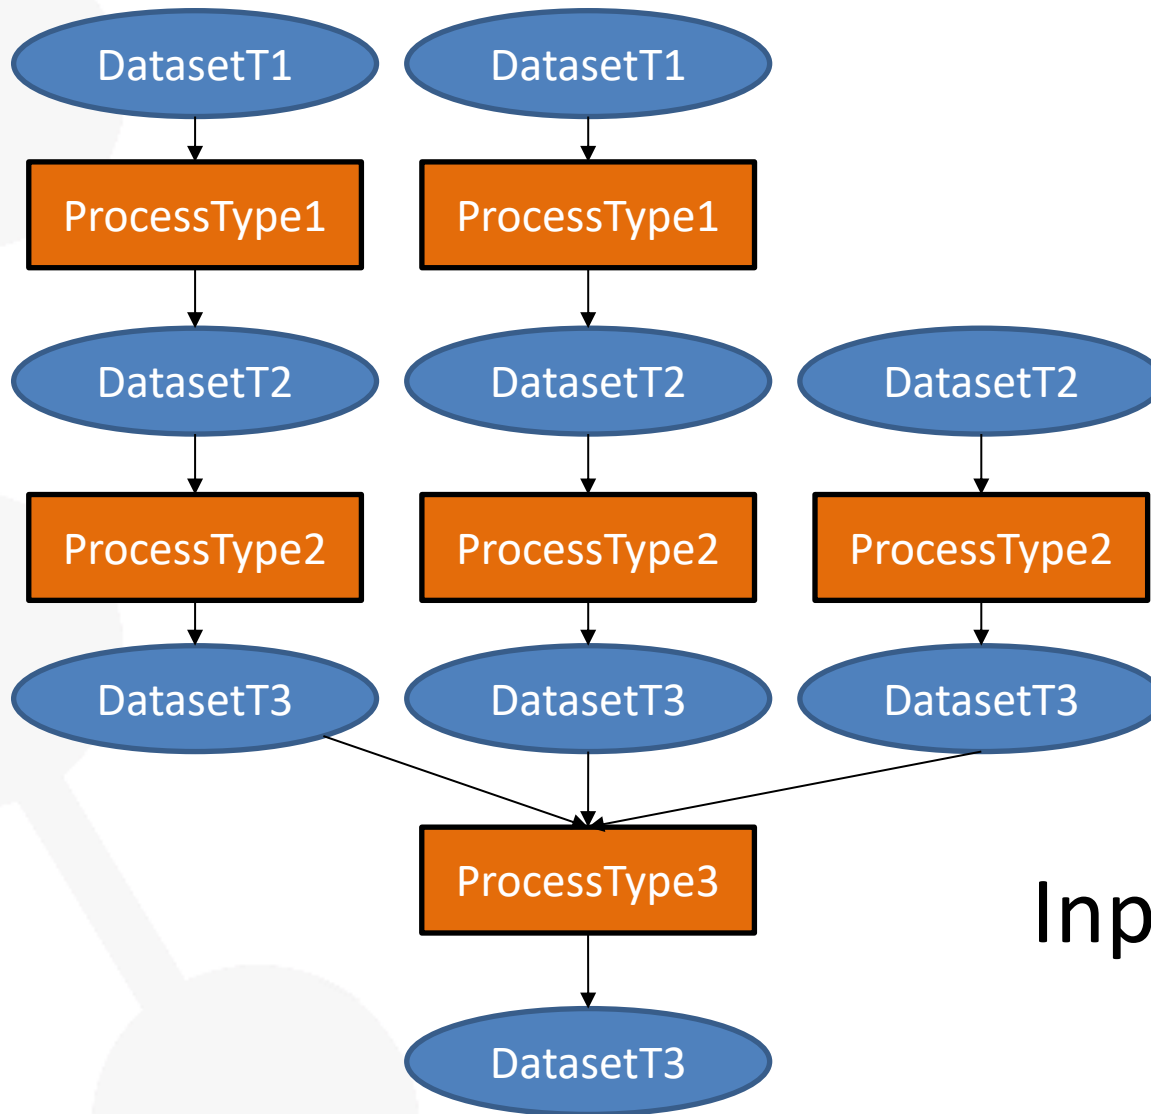 DatasetT1
DatasetT1
ProcessType1
ProcessType1
DatasetT2
DatasetT2
DatasetT2
ProcessType2
ProcessType2
ProcessType2
DatasetT3
DatasetT3
DatasetT3
ProcessType3
Inp
DatasetT3